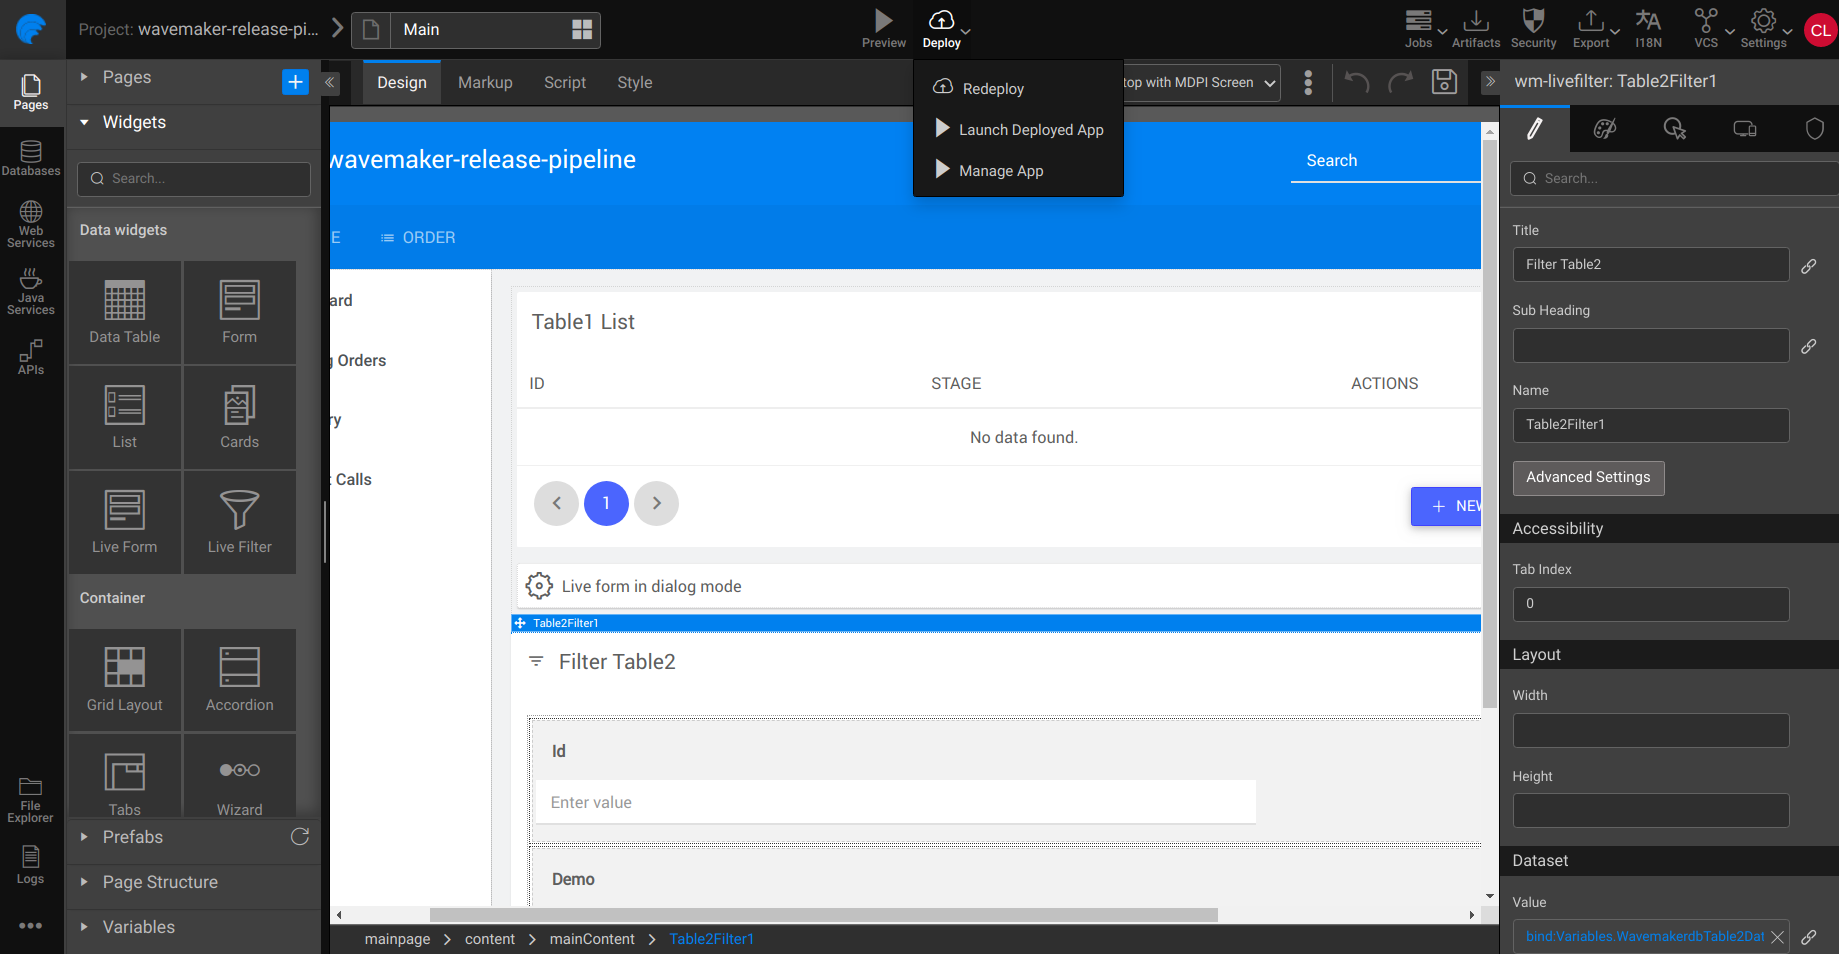 Project: wavemaker-release-pi...
Main
Preview
Deploy
Jobs
Artifacts
Security
Export
I18N
VCS
Settings
CL
Pages
Databases
Web
Services
Java
Services
APIs
File
Explorer
Logs
Pages
Widgets
Search...
Data widgets
Data Table
Form
List
Cards
Live Form
Live Filter
Container
Grid Layout
Accordion
Tabs
Wizard
Prefabs
Page Structure
Variables
Design
Markup
Script
Style
Redeploy
Launch Deployed App
Manage App
top with MDPI Screen
wavemaker-release-pipeline
Search
E
ORDER
ard
g Orders
ry
t Calls
Table1 List
ID
STAGE
ACTIONS
No data found.
1
+ NEW
Live form in dialog mode
Table2Filter1
Filter Table2
Id
Enter value
Demo
mainpage > content > mainContent > Table2Filter1
wm-livefilter: Table2Filter1
Search...
Title
Filter Table2
Sub Heading
Name
Table2Filter1
Advanced Settings
Accessibility
Tab Index
0
Layout
Width
Height
Dataset
Value
bind:Variables.WavemakerdbTable2Dat